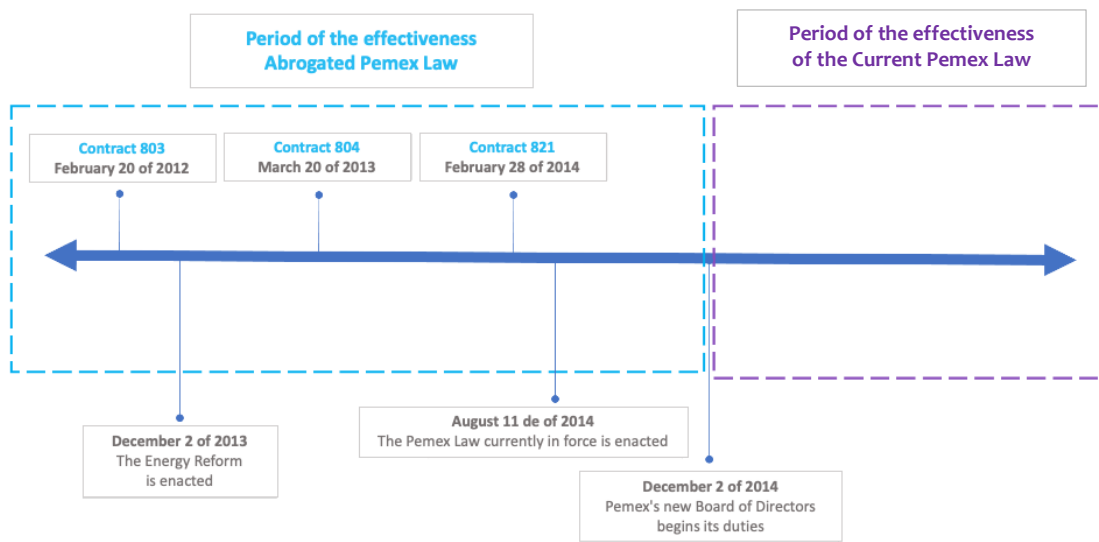 Period of the effectiveness
Abrogated Pemex Law
Period of the effectiveness
of the Current Pemex Law
Contract 803
February 20 of 2012
Contract 804
March 20 of 2013
Contract 821
February 28 of 2014
December 2 of 2013
The Energy Reform
is enacted
August 11 de of 2014
The Pemex Law currently in force is enacted
December 2 of 2014
Pemex's new Board of Directors
begins its duties